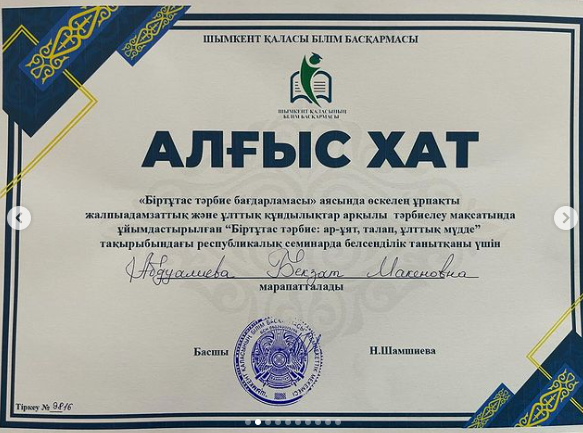 ШЫМКЕНТ ҚАЛАСЫ БІЛІМ БАСҚАРМАСЫ
ШЫМКЕНТ ҚАЛАСЫНЫҢ
БІЛІМ БАСҚАРМАСЫ
АЛҒЫС ХАТ
«Біртұтас тәрбие бағдарламасы» аясында өскелең ұрпақты
жалпыадамзаттық және ұлттық құндылықтар арқылы тәрбиелеу мақсатында
ұйымдастырылған “Біртұтас тәрбие: ар-ұят, талап, ұлттық мүдде”
тақырыбындағы республикалық семинарда белсенділік танытқаны үшін
Абдуалиева Бекзат Макеновна
марапатталады
Басшы Н.Шамшиева
Тіркеу № 9816